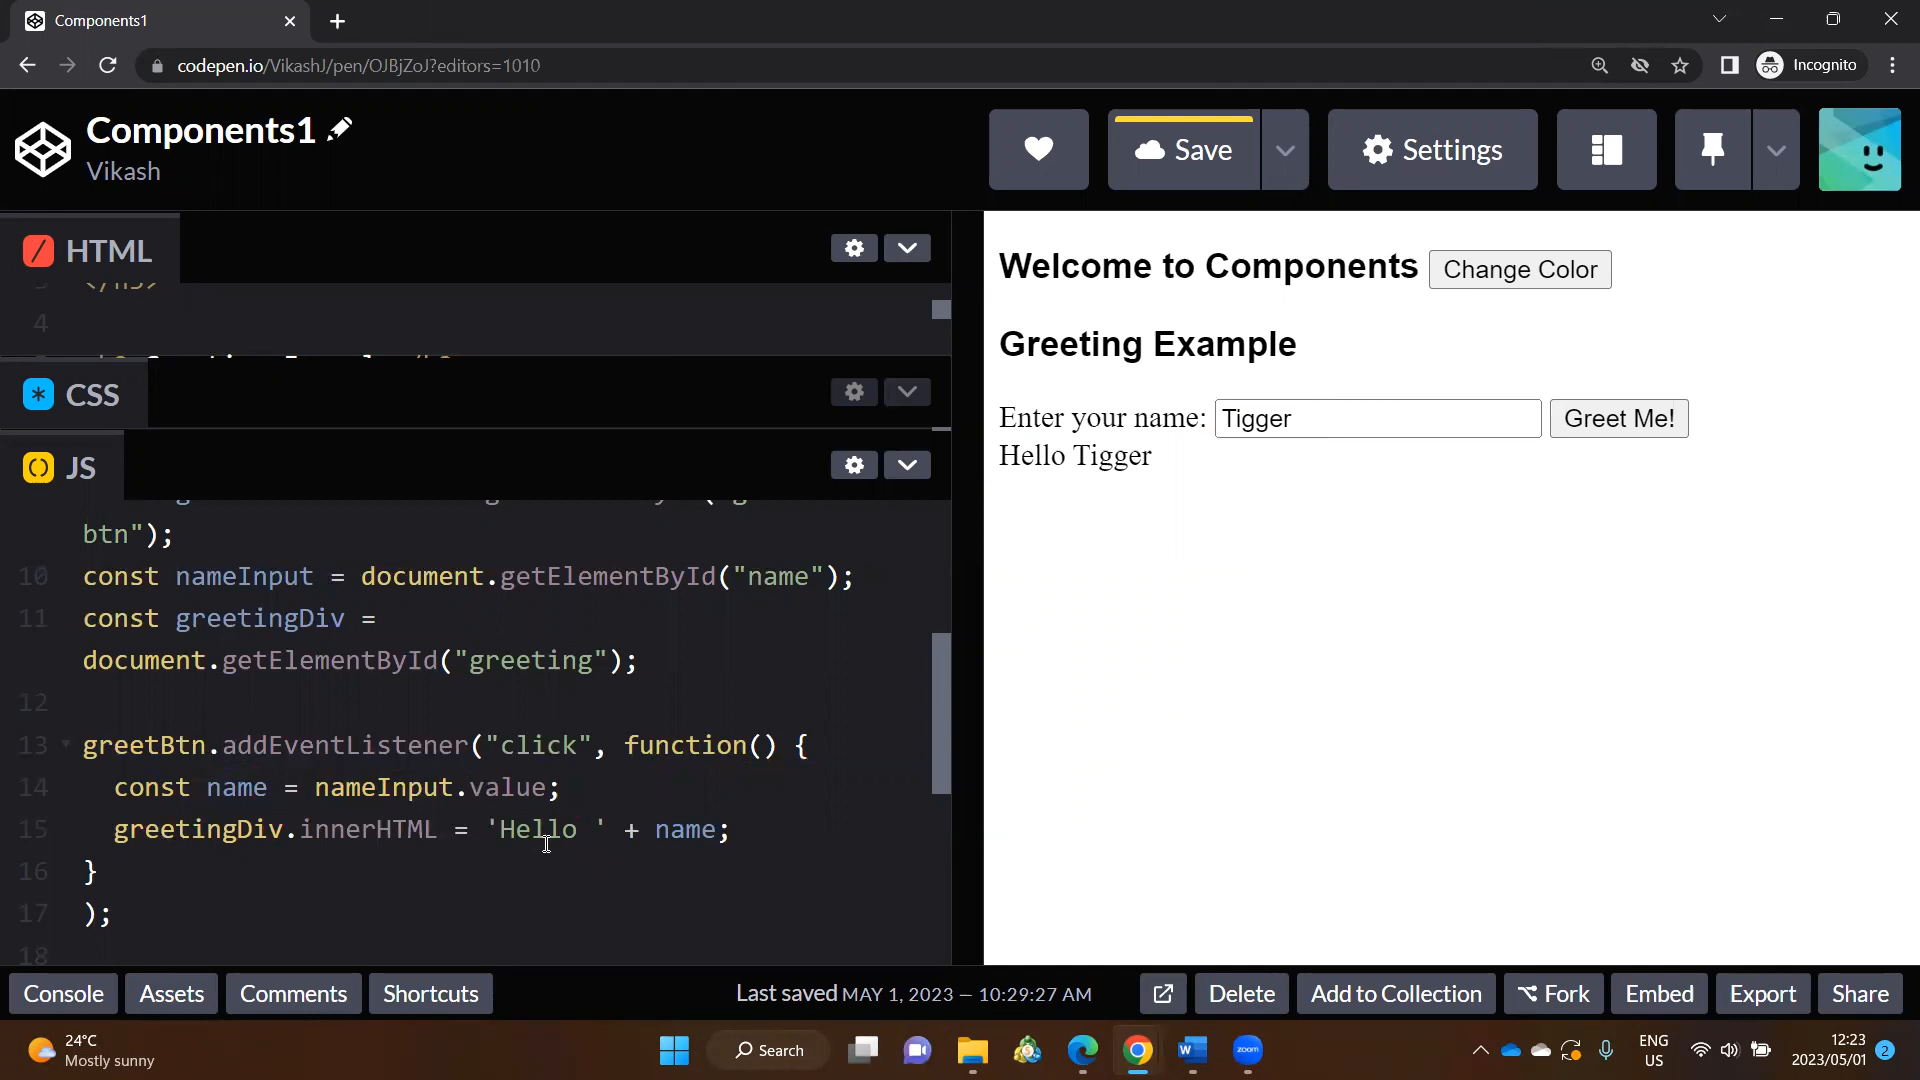 Components1
codepen.io/VikashJ/pen/OJBjZoJ?editors=1010
Incognito
Components1
Vikash
Save
Settings
HTML
4
CSS
JS
btn");
10 const nameInput = document.getElementById("name");
11 const greetingDiv =
document.getElementById("greeting");
12
13 greetBtn.addEventListener("click", function() {
14 const name = nameInput.value;
15 greetingDiv.innerHTML = 'Hello ' + name;
16 }
17 );
18
Welcome to Components Change Color
Greeting Example
Enter your name: Tigger Greet Me!
Hello Tigger
Console Assets Comments Shortcuts Last saved MAY 1, 2023 — 10:29:27 AM Delete Add to Collection Fork Embed Export Share
24°C
Mostly sunny
Search
zoom
ENG
US
12:23
2023/05/01
2